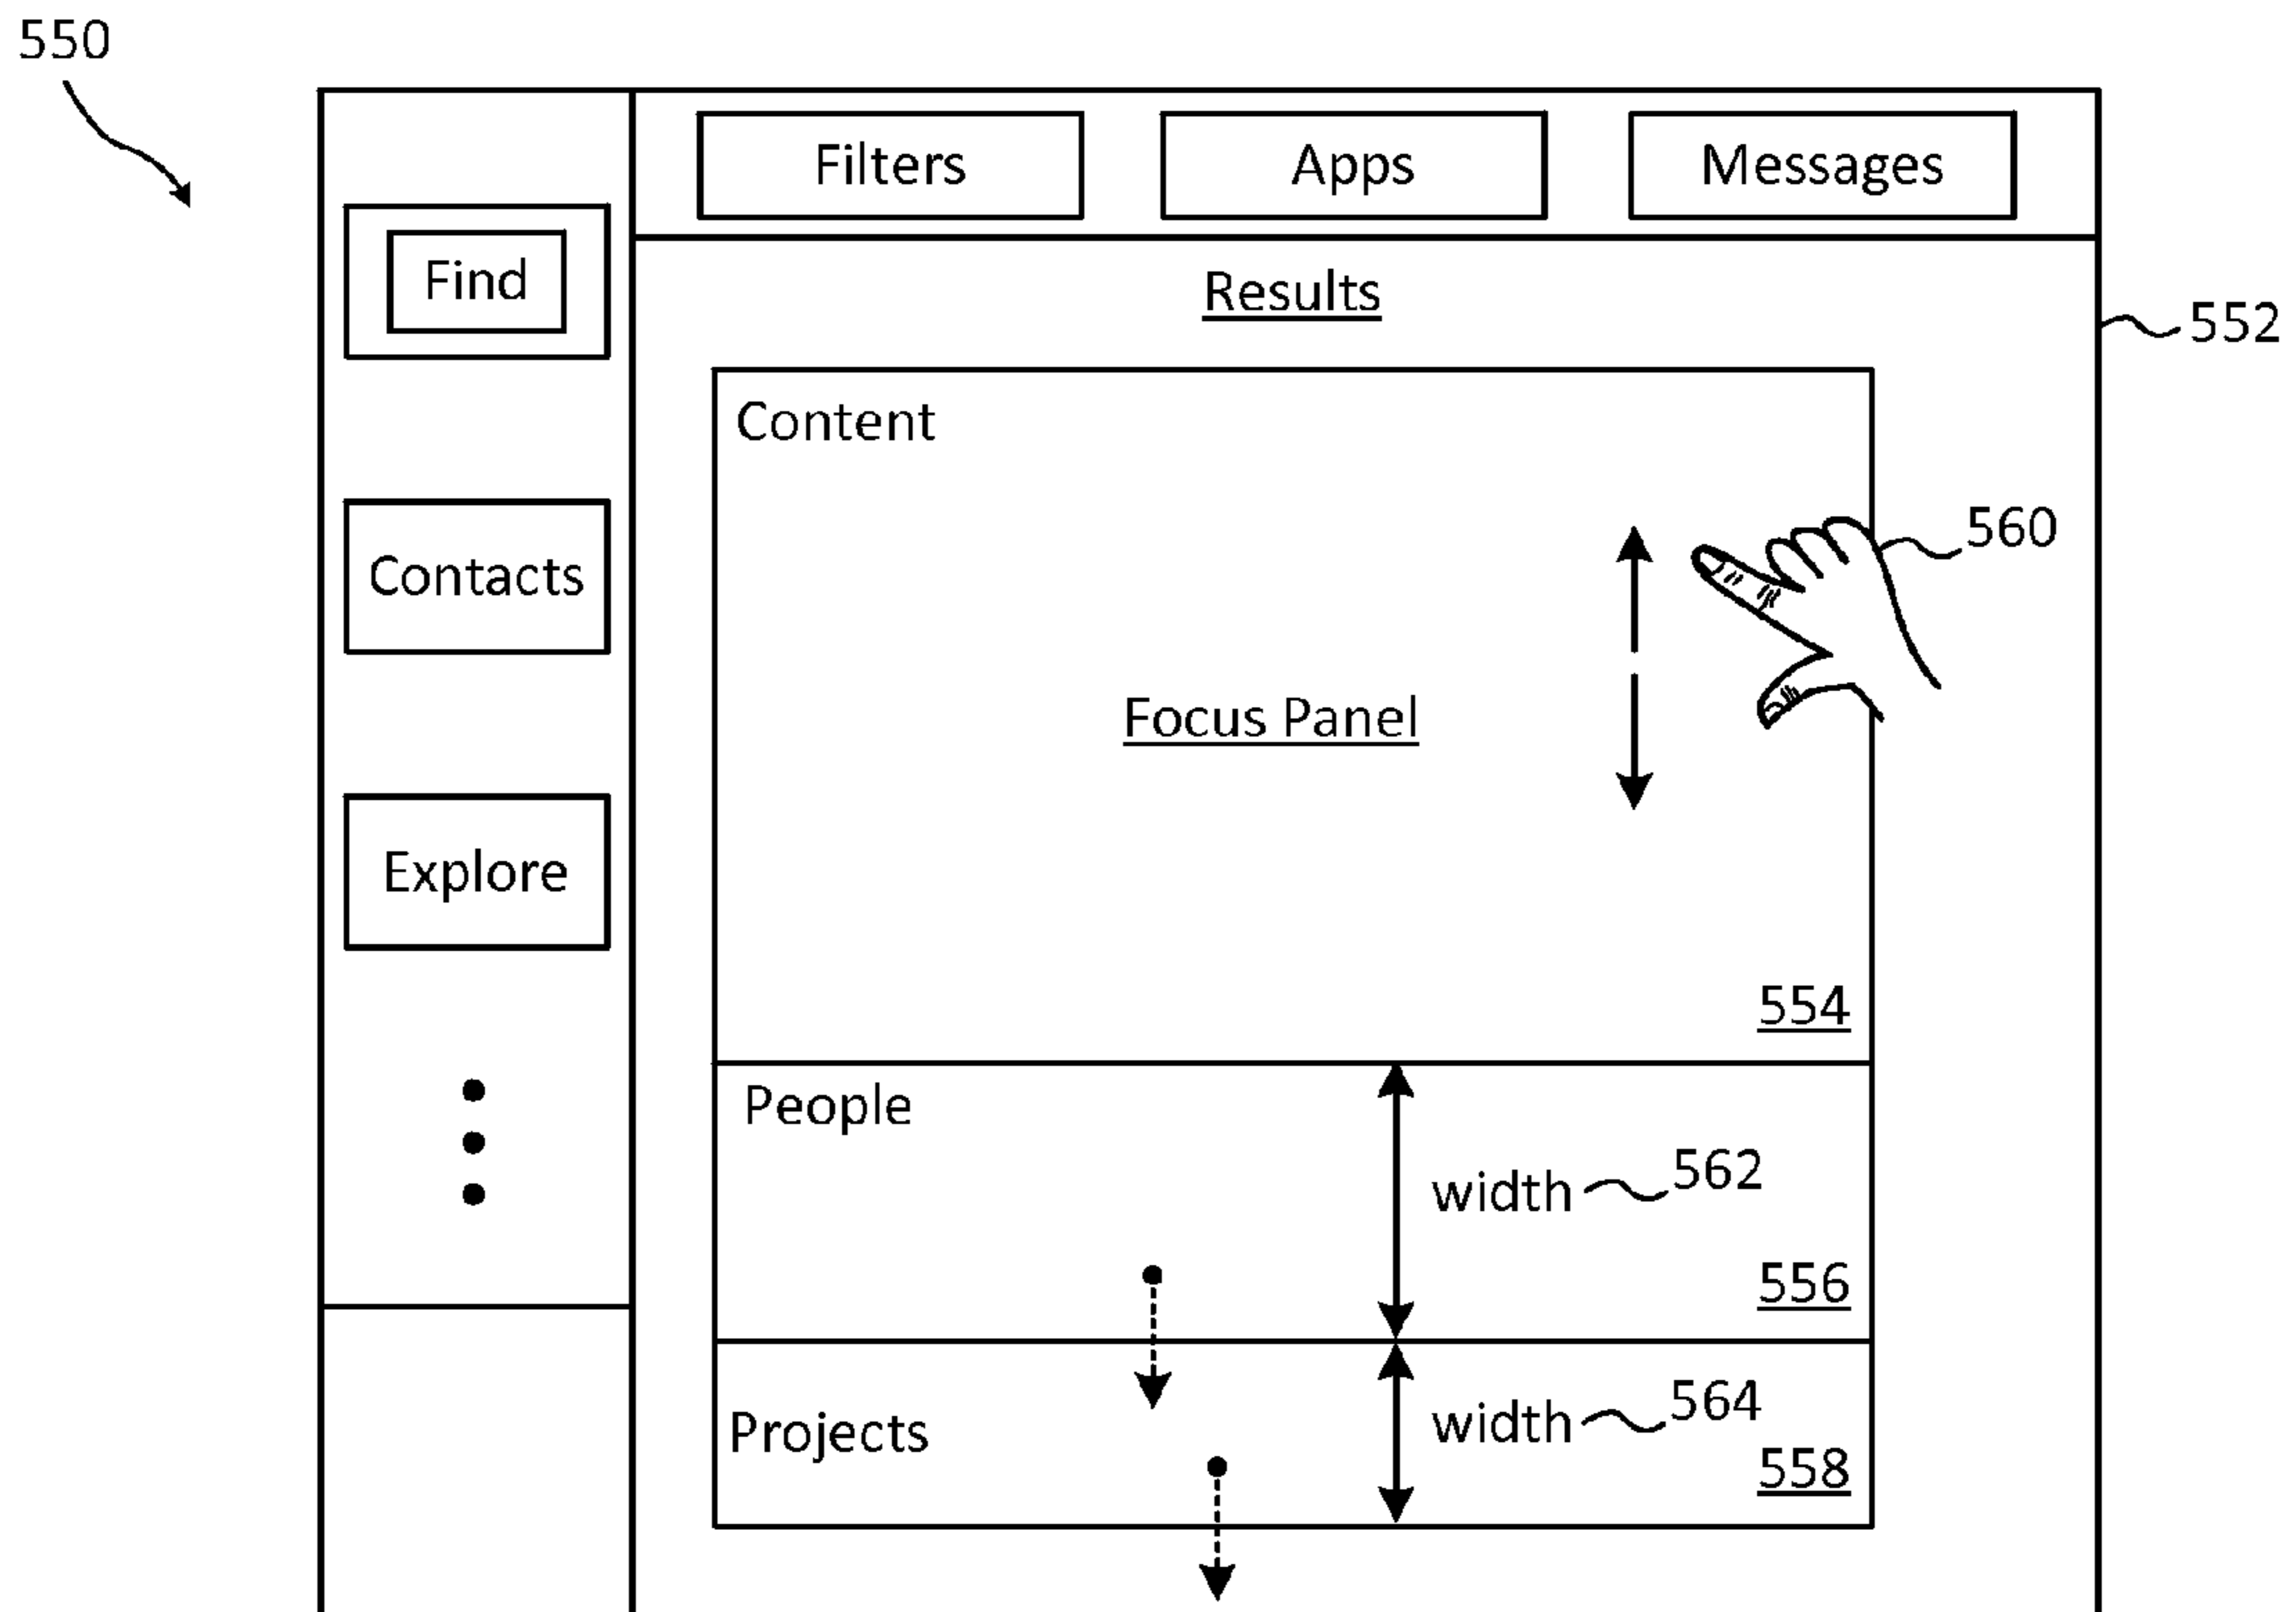 550
Filters
Apps
Messages
Find
Results
552
Content
Contacts
560
Focus Panel
Explore
554
People
width
562
556
Projects
width
564
558